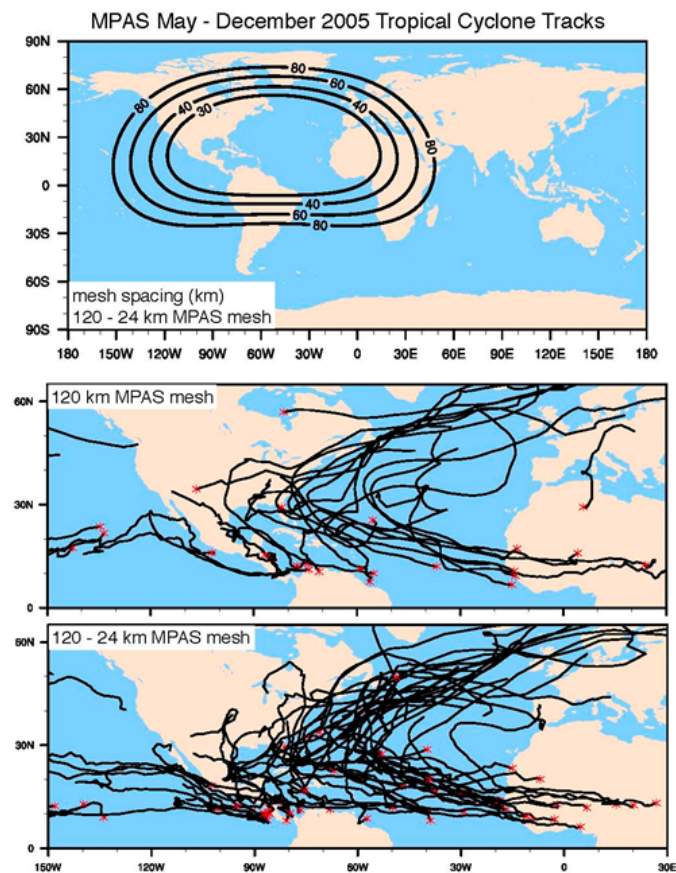 MPAS May - December 2005 Tropical Cyclone Tracks
90N
60N
30N
0
30S
60S
90S
80
60
40
30
40
80
80
40
60
80
mesh spacing (km)
120 - 24 km MPAS mesh
180 150W 120W 90W 60W 30W 0 30E 60E 90E 120E 150E 180
120 km MPAS mesh
60N
30N
0
120 - 24 km MPAS mesh
60N
30N
0
150W 120W 90W 60W 30W 0 30E